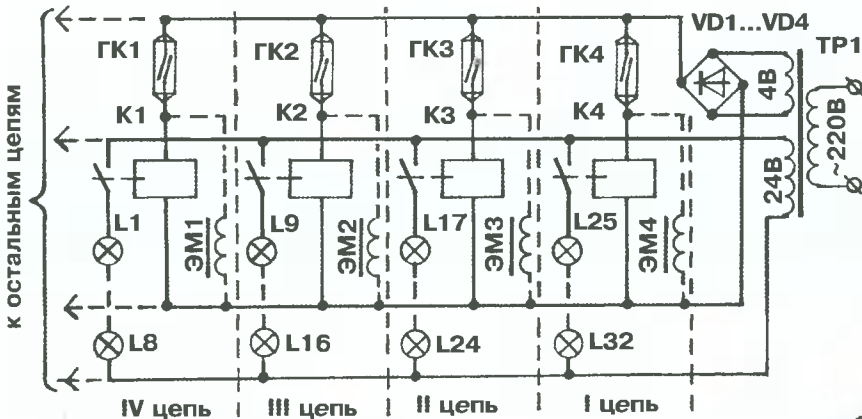 VD1...VD4
ТР1
ГК1
ГК2
ГК3
ГК4
4В
К1
К2
К3
К4
~220В
24В
к остальным цепям
L1
L9
L17
L25
ЭМ1
ЭМ2
ЭМ3
ЭМ4
L8
L16
L24
L32
IV цепь
III цепь
II цепь
I цепь